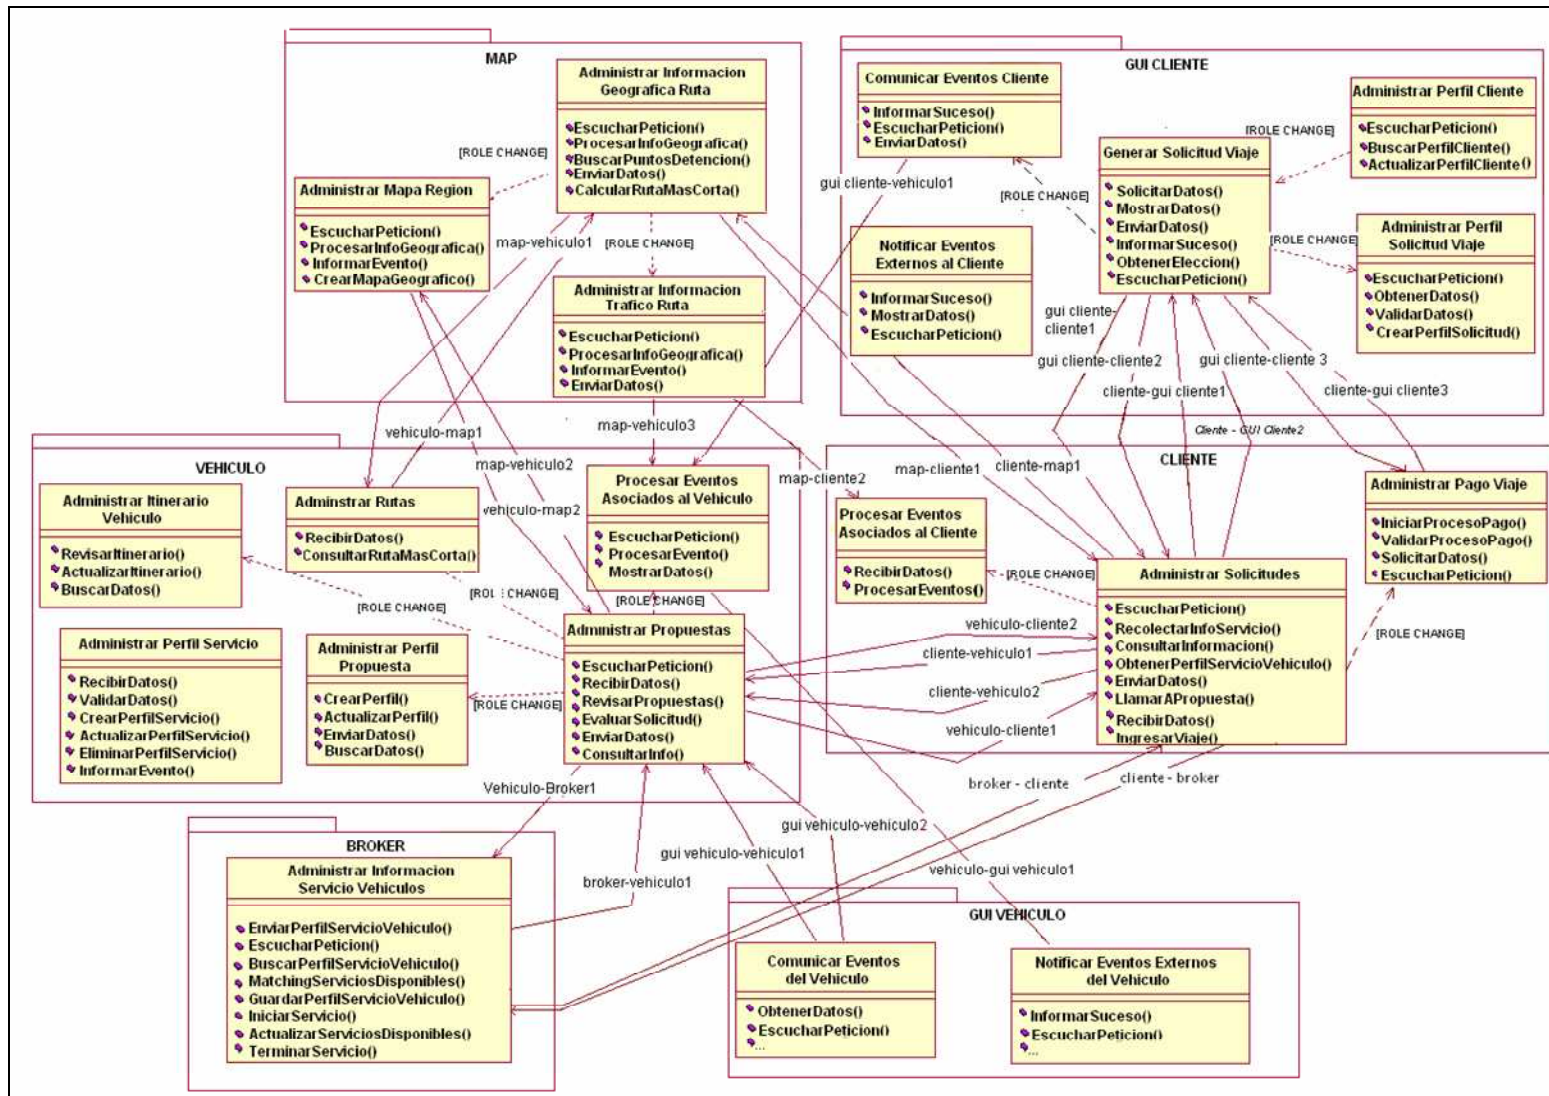 MAP
Administrar Informacion
Geografica Ruta
EscucharPeticion()
ProcesarInfoGeografica()
BuscarPuntosDetencion()
EnviarDatos()
CalcularRutaMasCorta()
[ROLE CHANGE]
Administrar Mapa Region
EscucharPeticion()
ProcesarInfoGeografica()
InformarEvento()
CrearMapaGeografico()
map-vehiculo1
[ROLE CHANGE]
Administrar Informacion
Trafico Ruta
EscucharPeticion()
ProcesarInfoGeografica()
InformarEvento()
EnviarDatos()
GUI CLIENTE
Comunicar Eventos Cliente
InformarSuceso()
EscucharPeticion()
EnviarDatos()
gui cliente-vehiculo1
[ROLE CHANGE]
Notificar Eventos
Externos al Cliente
InformarSuceso()
MostrarDatos()
EscucharPeticion()
Generar Solicitud Viaje
SolicitarDatos()
MostrarDatos()
EnviarDatos()
InformarSuceso()
ObtenerEleccion()
EscucharPeticion()
[ROLE CHANGE]
Administrar Perfil Cliente
EscucharPeticion()
BuscarPerfilCliente()
ActualizarPerfilCliente()
[ROLE CHANGE]
Administrar Perfil
Solicitud Viaje
EscucharPeticion()
ObtenerDatos()
ValidarDatos()
CrearPerfilSolicitud()
gui cliente-
cliente1
gui cliente-cliente2
gui cliente-cliente 3
cliente-gui cliente1
cliente-gui cliente3
Cliente - GUI Cliente2
vehiculo-map1
map-vehiculo3
map-vehiculo2
vehiculo-map2
map-cliente2
map-cliente1
cliente-map1
VEHICULO
Administrar Itinerario
Vehiculo
RevisarItinerario()
ActualizarItinerario()
BuscarDatos()
Adminstrar Rutas
RecibirDatos()
ConsultarRutaMasCorta()
Procesar Eventos
Asociados al Vehiculo
EscucharPeticion()
ProcesarEvento()
MostrarDatos()
[ROLE CHANGE]
[ROLE CHANGE]
[ROLE CHANGE]
Administrar Perfil Servicio
RecibirDatos()
ValidarDatos()
CrearPerfilServicio()
ActualizarPerfilServicio()
EliminarPerfilServicio()
InformarEvento()
Administrar Perfil
Propuesta
CrearPerfil()
ActualizarPerfil()
EnviarDatos()
BuscarDatos()
[ROLE CHANGE]
Administrar Propuestas
EscucharPeticion()
RecibirDatos()
RevisarPropuestas()
EvaluarSolicitud()
EnviarDatos()
ConsultarInfo()
CLIENTE
Procesar Eventos
Asociados al Cliente
RecibirDatos()
ProcesarEventos()
[ROLE CHANGE]
Administrar Solicitudes
EscucharPeticion()
RecolectarInfoServicio()
ConsultarInformacion()
ObtenerPerfilServicioVehiculo()
EnviarDatos()
LlamarAPropuesta()
RecibirDatos()
IngresarViaje()
Administrar Pago Viaje
IniciarProcesoPago()
ValidarProcesoPago()
SolicitarDatos()
EscucharPeticion()
[ROLE CHANGE]
vehiculo-cliente2
cliente-vehiculo1
cliente-vehiculo2
vehiculo-cliente1
broker - cliente
cliente - broker
Vehiculo-Broker1
gui vehiculo-vehiculo2
gui vehiculo-vehiculo1
broker-vehiculo1
vehiculo-gui vehiculo1
BROKER
Administrar Informacion
Servicio Vehiculos
EnviarPerfilServicioVehiculo()
EscucharPeticion()
BuscarPerfilServicioVehiculo()
MatchingServiciosDisponibles()
GuardarPerfilServicioVehiculo()
IniciarServicio()
ActualizarServiciosDisponibles()
TerminarServicio()
GUI VEHICULO
Comunicar Eventos
del Vehiculo
ObtenerDatos()
EscucharPeticion()
...
Notificar Eventos Externos
del Vehiculo
InformarSuceso()
EscucharPeticion()
...